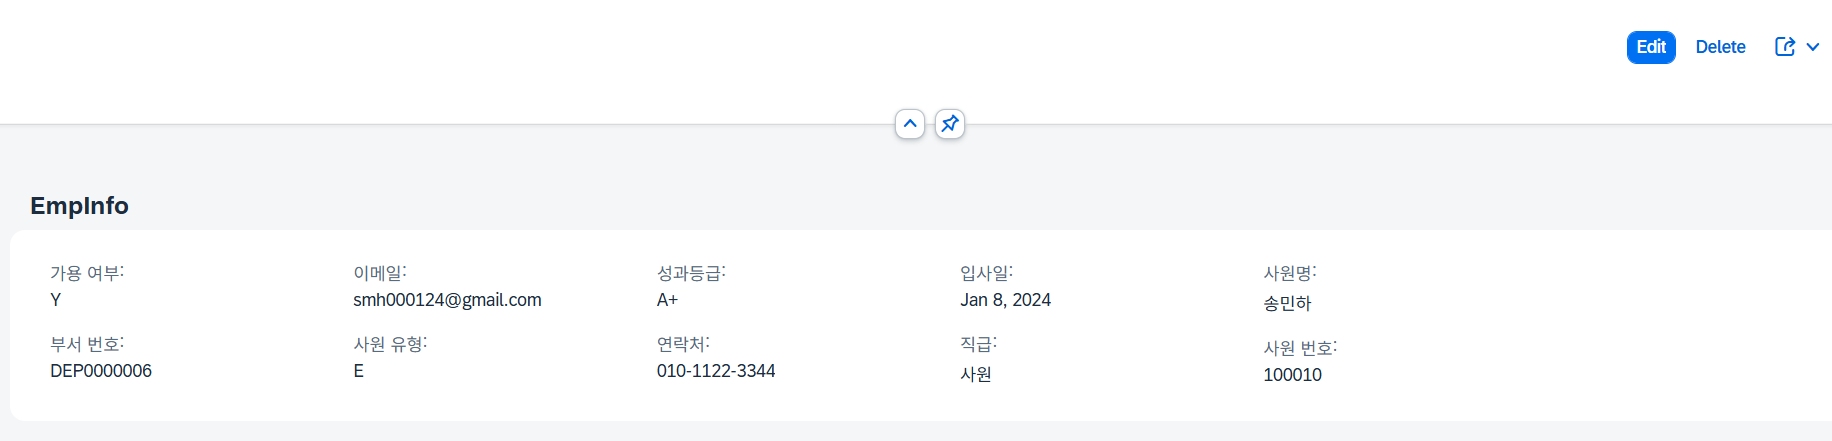 Edit Delete
EmpInfo
가용 여부: 이메일: 성과등급: 입사일: 사원명:
Y smh000124@gmail.com A+ Jan 8, 2024 송민하
부서 번호: 사원 유형: 연락처: 직급: 사원 번호:
DEP0000006 E 010-1122-3344 사원 100010